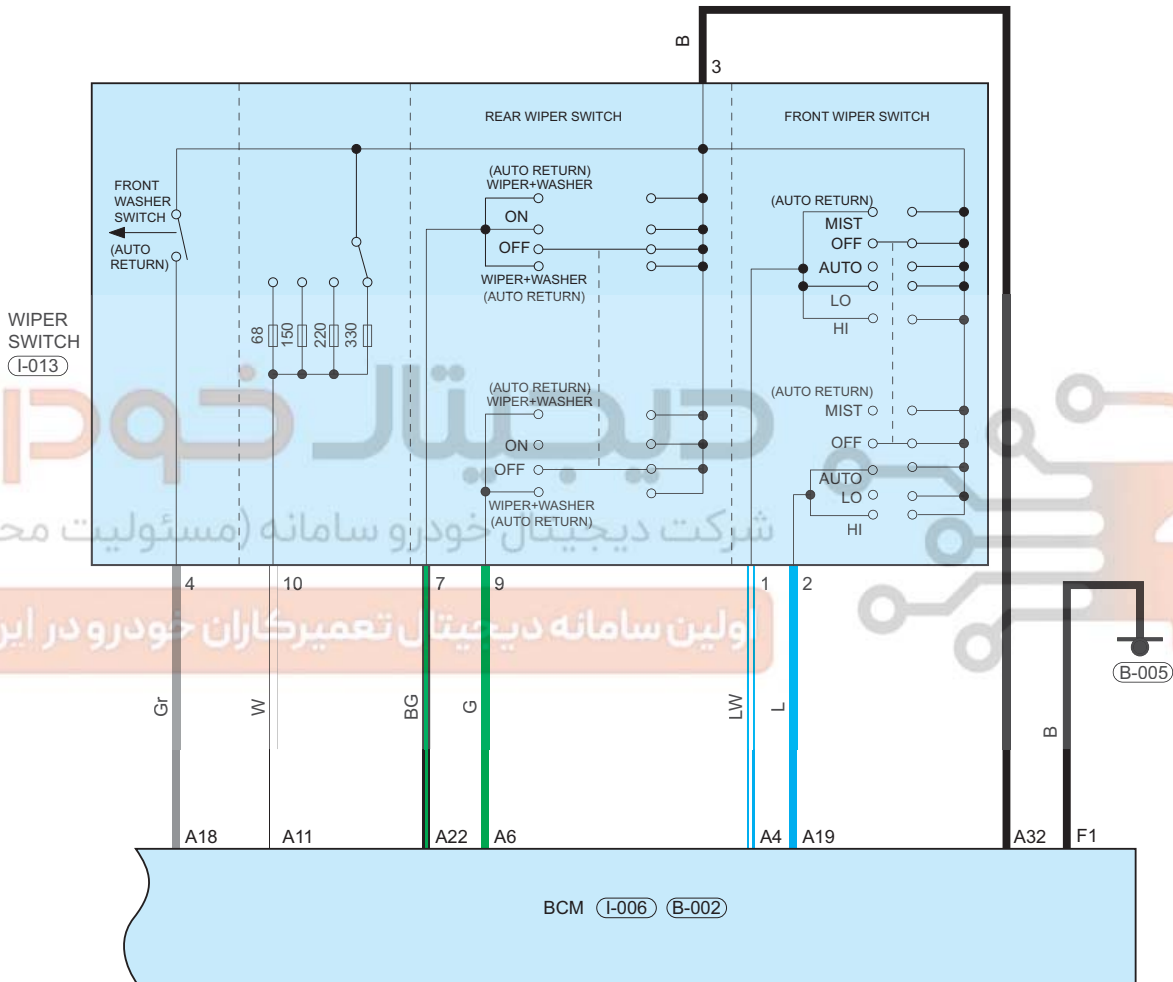 B
3
REAR WIPER SWITCH
FRONT WIPER SWITCH
FRONT
WASHER
SWITCH
(AUTO
RETURN)
(AUTO RETURN)
WIPER+WASHER
ON
OFF
WIPER+WASHER
(AUTO RETURN)
(AUTO RETURN)
MIST
OFF
AUTO
LO
HI
68
150
220
330
WIPER
SWITCH
I-013
دیجیتال خودر
(AUTO RETURN)
WIPER+WASHER
ON
OFF
WIPER+WASHER
(AUTO RETURN)
(AUTO RETURN)
MIST
OFF
AUTO
LO
HI
شرکت دیجیتال خودرو سامانه (مسئولیت مح
4
10
7
9
1
2
ولین سامانه دیجیتال تعمیرکاران خودرو در ایر
B-005
Gr
W
BG
G
LW
L
B
A18
A11
A22
A6
A4
A19
A32
F1
BCM I-006 B-002